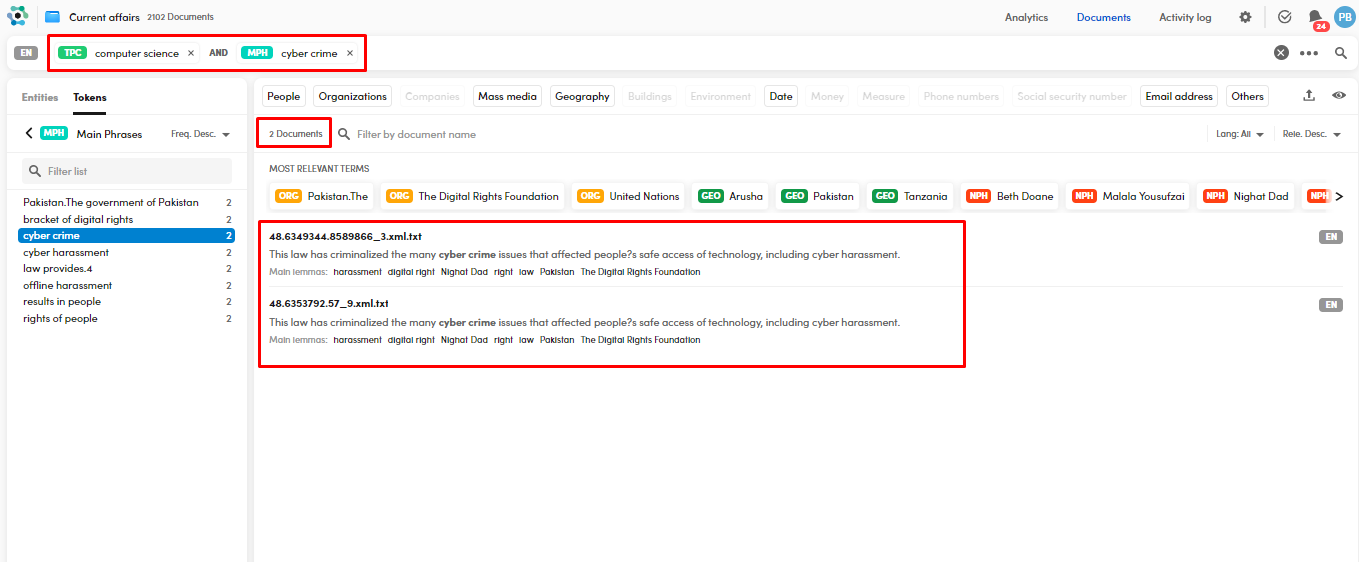 Current affairs 2102 Documents Analytics Documents Activity log 24 PB
EN TPC computer science × AND MPH cyber crime ×
Entities Tokens
People Organizations Companies Mass media Geography Buildings Environment Date Money Measure Phone numbers Social security number Email address Others
MPH Main Phrases Freq. Desc.
2 Documents Filter by document name Lang: All Rele. Desc.
Filter list
MOST RELEVANT TERMS
ORG Pakistan.The ORG The Digital Rights Foundation ORG United Nations GEO Arusha GEO Pakistan GEO Tanzania NPH Beth Doane NPH Malala Yousufzai NPH Nighat Dad NPH
Pakistan.The government of Pakistan 2
bracket of digital rights 2
cyber crime 2
cyber harassment 2
law provides.4 2
offline harassment 2
results in people 2
rights of people 2
48.6349344.8589866_3.xml.txt EN
This law has criminalized the many cyber crime issues that affected people?s safe access of technology, including cyber harassment.
Main lemmas: harassment digital right Nighat Dad right law Pakistan The Digital Rights Foundation
48.6353792.57_9.xml.txt EN
This law has criminalized the many cyber crime issues that affected people?s safe access of technology, including cyber harassment.
Main lemmas: harassment digital right Nighat Dad right law Pakistan The Digital Rights Foundation